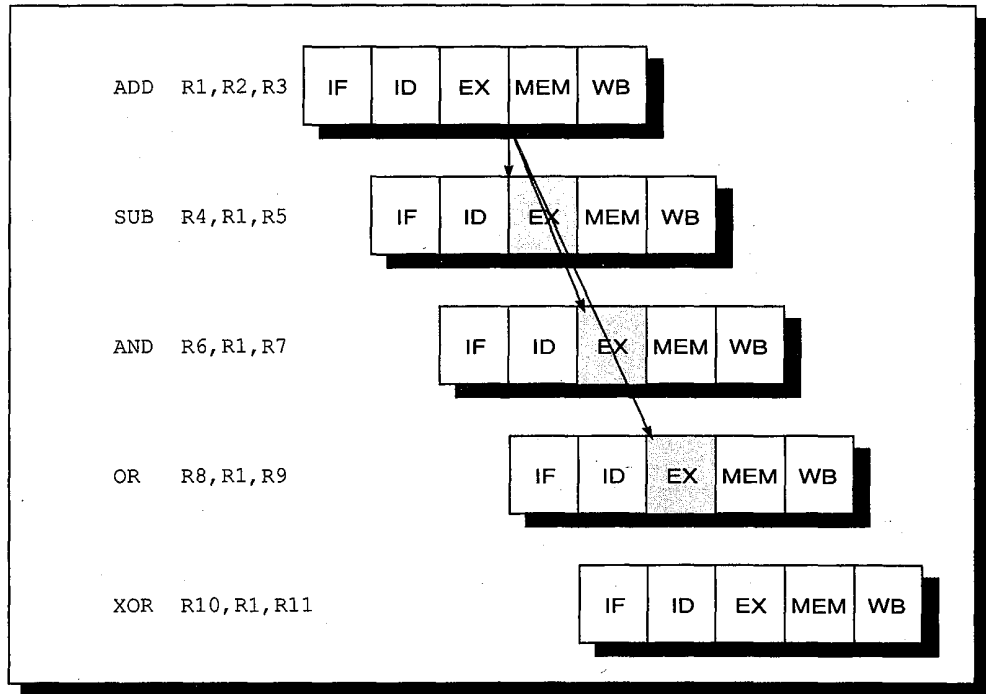 ADD R1,R2,R3 IF ID EX MEM WB
SUB R4,R1,R5 IF ID EX MEM WB
AND R6,R1,R7 IF ID EX MEM WB
OR R8,R1,R9 IF ID EX MEM WB
XOR R10,R1,R11 IF ID EX MEM WB